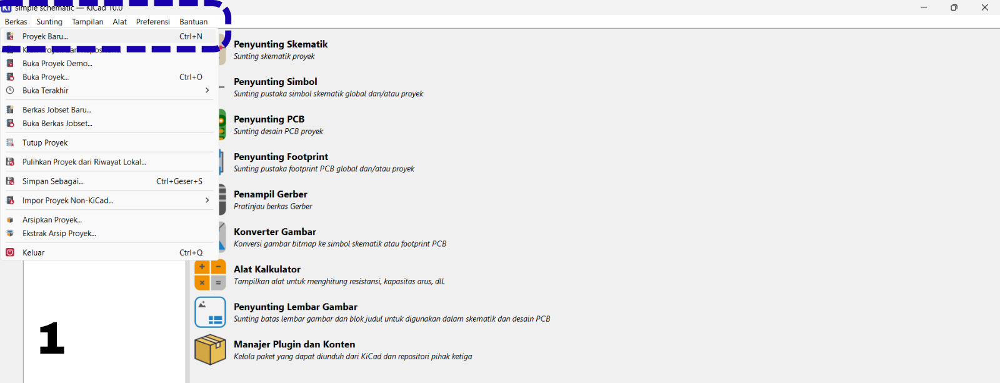 simple schematic — KiCad 10.0
Berkas Sunting Tampilan Alat Preferensi Bantuan
Proyek Baru... Ctrl+N
Buka Proyek Demo...
Buka Proyek... Ctrl+O
Buka Terakhir
Berkas Jobset Baru...
Buka Berkas Jobset...
Tutup Proyek
Pulihkan Proyek dari Riwayat Lokal...
Simpan Sebagai... Ctrl+Geser+S
Impor Proyek Non-KiCad...
Arsipkan Proyek...
Ekstrak Arsip Proyek...
Keluar Ctrl+Q
1
Penyunting Skematik
Sunting skematik proyek
Penyunting Simbol
Sunting pustaka simbol skematik global dan/atau proyek
Penyunting PCB
Sunting desain PCB proyek
Penyunting Footprint
Sunting pustaka footprint PCB global dan/atau proyek
Penampil Gerber
Pratinjau berkas Gerber
Konverter Gambar
Konversi gambar bitmap ke simbol skematik atau footprint PCB
Alat Kalkulator
Tampilkan alat untuk menghitung resistansi, kapasitas arus, dll.
Penyunting Lembar Gambar
Sunting batas lembar gambar dan blok judul untuk digunakan dalam skematik dan desain PCB
Manajer Plugin dan Konten
Kelola paket yang dapat diunduh dari KiCad dan repositori pihak ketiga